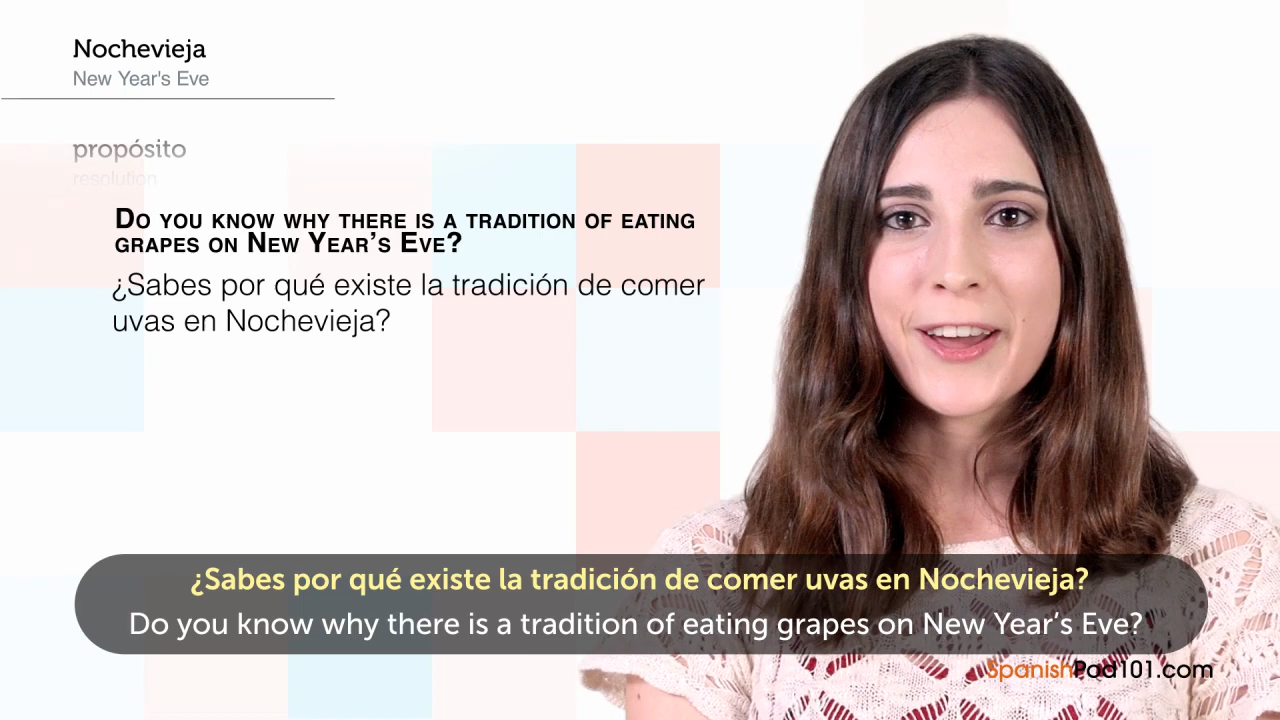 Nochevieja
New Year's Eve
propósito
resolution
Do you know why there is a tradition of eating
grapes on New Year's Eve?
¿Sabes por qué existe la tradición de comer
uvas en Nochevieja?
¿Sabes por qué existe la tradición de comer uvas en Nochevieja?
Do you know why there is a tradition of eating grapes on New Year's Eve?
SpanishPod101.com